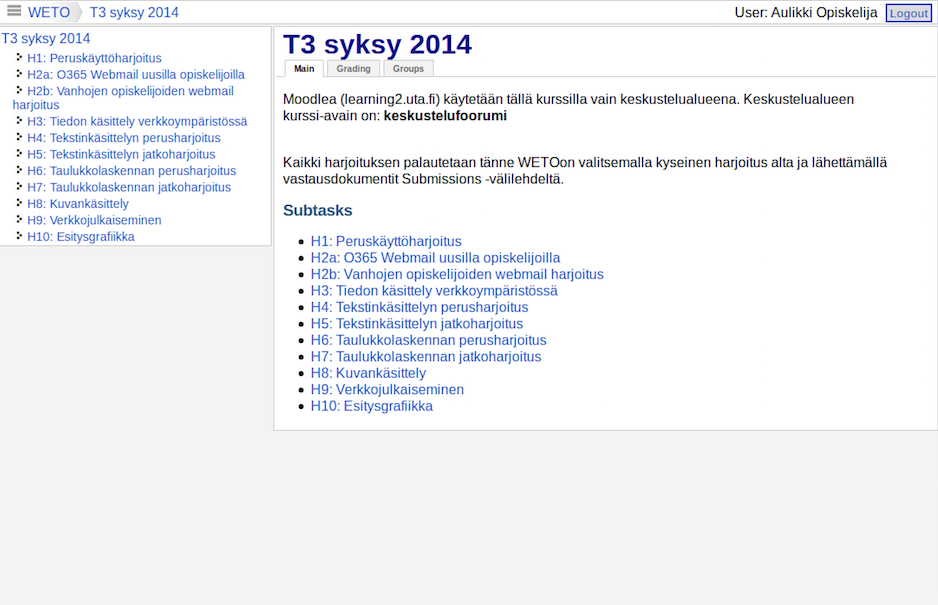 WETO T3 syksy 2014 User: Aulikki Opiskelija Logout
T3 syksy 2014
H1: Peruskäyttöharjoitus
H2a: O365 Webmail uusilla opiskelijoilla
H2b: Vanhojen opiskelijoiden webmail
harjoitus
H3: Tiedon käsittely verkkoympäristössä
H4: Tekstinkäsittelyn perusharjoitus
H5: Tekstinkäsittelyn jatkoharjoitus
H6: Taulukkolaskennan perusharjoitus
H7: Taulukkolaskennan jatkoharjoitus
H8: Kuvankäsittely
H9: Verkkojulkaiseminen
H10: Esitysgrafiikka
T3 syksy 2014
Main Grading Groups
Moodlea (learning2.uta.fi) käytetään tällä kurssilla vain keskustelualueena. Keskustelualueen
kurssi-avain on: keskustelufoorumi
Kaikki harjoituksen palautetaan tänne WETOon valitsemalla kyseinen harjoitus alta ja lähettämällä
vastausdokumentit Submissions -välilehdeltä.
Subtasks
H1: Peruskäyttöharjoitus
H2a: O365 Webmail uusilla opiskelijoilla
H2b: Vanhojen opiskelijoiden webmail harjoitus
H3: Tiedon käsittely verkkoympäristössä
H4: Tekstinkäsittelyn perusharjoitus
H5: Tekstinkäsittelyn jatkoharjoitus
H6: Taulukkolaskennan perusharjoitus
H7: Taulukkolaskennan jatkoharjoitus
H8: Kuvankäsittely
H9: Verkkojulkaiseminen
H10: Esitysgrafiikka